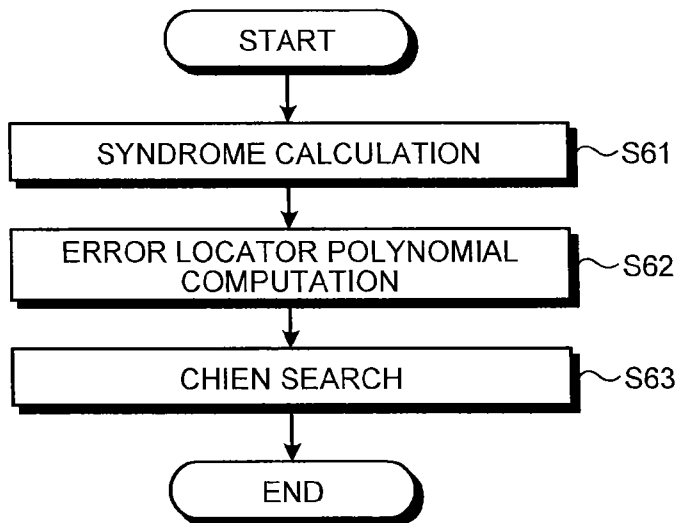 START
SYNDROME CALCULATION
S61
ERROR LOCATOR POLYNOMIAL
COMPUTATION
S62
CHIEN SEARCH
S63
END